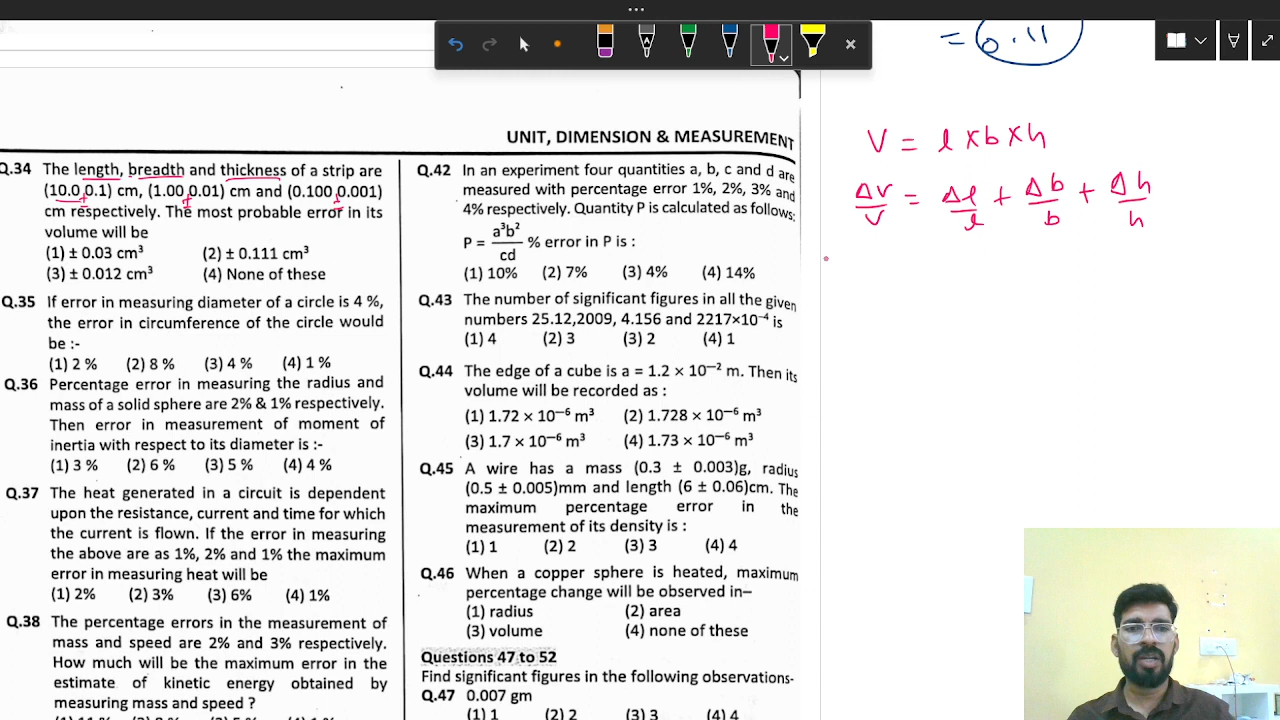 = 0.11
UNIT, DIMENSION & MEASUREMENT
V = l × b × h
ΔV/V = Δl/l + Δb/b + Δh/h
Q.34 The length, breadth and thickness of a strip are
(10.0 ± 0.1) cm, (1.00 ± 0.01) cm and (0.100 ± 0.001)
cm respectively. The most probable error in its
volume will be
(1) ± 0.03 cm³ (2) ± 0.111 cm³
(3) ± 0.012 cm³ (4) None of these
Q.35 If error in measuring diameter of a circle is 4 %,
the error in circumference of the circle would
be :-
(1) 2 % (2) 8 % (3) 4 % (4) 1 %
Q.36 Percentage error in measuring the radius and
mass of a solid sphere are 2% & 1% respectively.
Then error in measurement of moment of
inertia with respect to its diameter is :-
(1) 3 % (2) 6 % (3) 5 % (4) 4 %
Q.37 The heat generated in a circuit is dependent
upon the resistance, current and time for which
the current is flown. If the error in measuring
the above are as 1%, 2% and 1% the maximum
error in measuring heat will be
(1) 2% (2) 3% (3) 6% (4) 1%
Q.38 The percentage errors in the measurement of
mass and speed are 2% and 3% respectively.
How much will be the maximum error in the
estimate of kinetic energy obtained by
measuring mass and speed ?
Q.42 In an experiment four quantities a, b, c and d are
measured with percentage error 1%, 2%, 3% and
4% respectively. Quantity P is calculated as follows:
P = a³b²/cd % error in P is :
(1) 10% (2) 7% (3) 4% (4) 14%
Q.43 The number of significant figures in all the given
numbers 25.12,2009, 4.156 and 2217×10⁻⁴ is
(1) 4 (2) 3 (3) 2 (4) 1
Q.44 The edge of a cube is a = 1.2 × 10⁻² m. Then its
volume will be recorded as :
(1) 1.72 × 10⁻⁶ m³ (2) 1.728 × 10⁻⁶ m³
(3) 1.7 × 10⁻⁶ m³ (4) 1.73 × 10⁻⁶ m³
Q.45 A wire has a mass (0.3 ± 0.003)g, radius
(0.5 ± 0.005)mm and length (6 ± 0.06)cm. The
maximum percentage error in the
measurement of its density is :
(1) 1 (2) 2 (3) 3 (4) 4
Q.46 When a copper sphere is heated, maximum
percentage change will be observed in–
(1) radius (2) area
(3) volume (4) none of these
Questions 47 to 52
Find significant figures in the following observations-
Q.47 0.007 gm
(1) 1 (2) 2 (3) 3 (4) 4